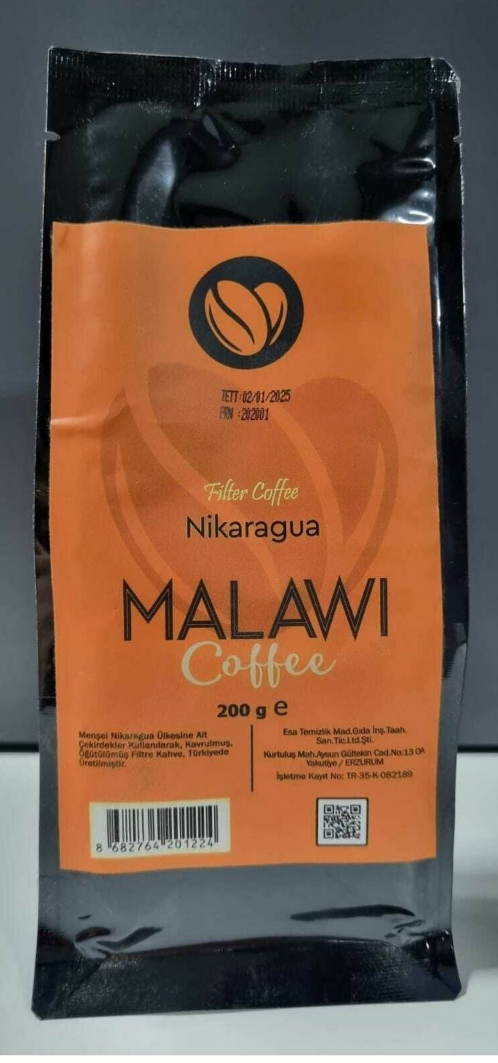 TETT:02/01/2025
PRN :202001
Filter Coffee
Nikaragua
MALAWI
Coffee
200 g e
Menşei Nikaragua Ülkesine Ait
Çekirdekler Kullanılarak, Kavrulmuş,
Öğütülümüş Filtre Kahve, Türkiyede
Üretilmiştir.
Esa Temizlik Mad.Gıda İnş.Taah.
San.Tic.Ltd.Şti.
Kurtuluş Mah.Aysun Gültekin Cad.No:13 0A
Yakutiye / ERZURUM
İşletme Kayıt No: TR-35-K-082189
8 682764 201224